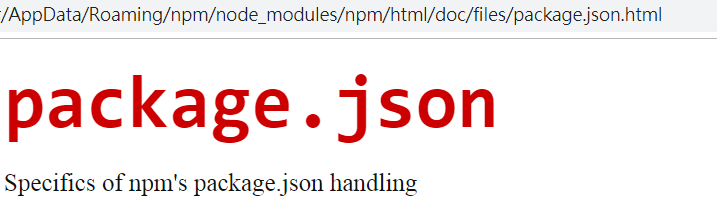 /AppData/Roaming/npm/node_modules/npm/html/doc/files/package.json.html
package.json
Specifics of npm's package.json handling